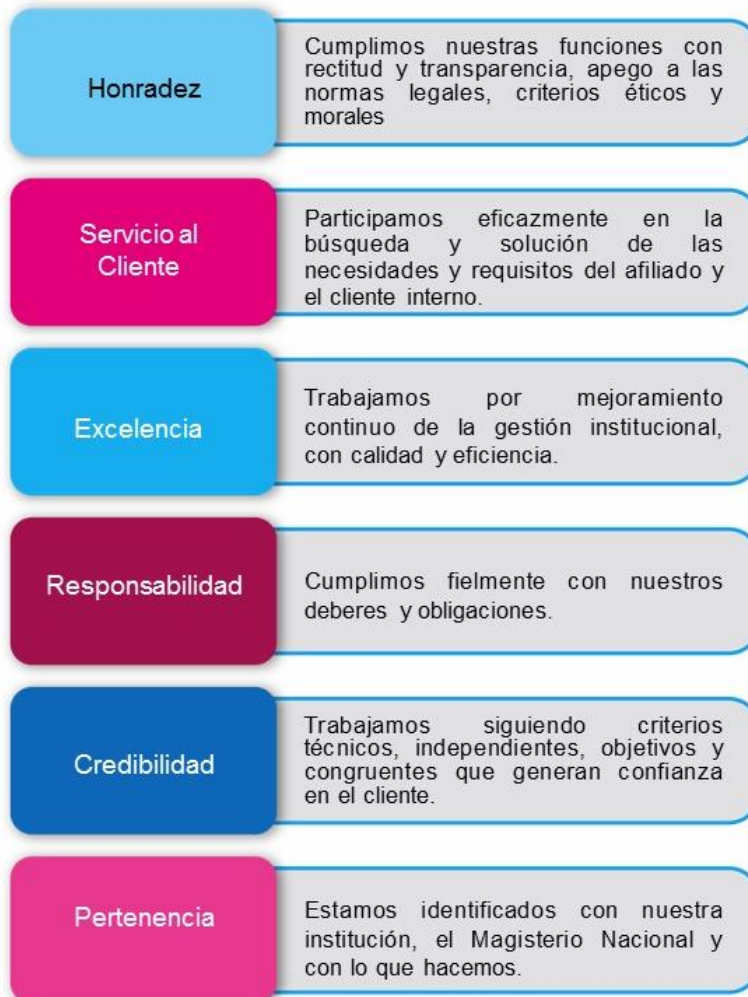 Honradez
Cumplimos nuestras funciones con
rectitud y transparencia, apego a las
normas legales, criterios éticos y
morales
Servicio al
Cliente
Participamos eficazmente en la
búsqueda y solución de las
necesidades y requisitos del afiliado y
el cliente interno.
Excelencia
Trabajamos por mejoramiento
continuo de la gestión institucional,
con calidad y eficiencia.
Responsabilidad
Cumplimos fielmente con nuestros
deberes y obligaciones.
Credibilidad
Trabajamos siguiendo criterios
técnicos, independientes, objetivos y
congruentes que generan confianza
en el cliente.
Pertenencia
Estamos identificados con nuestra
institución, el Magisterio Nacional y
con lo que hacemos.